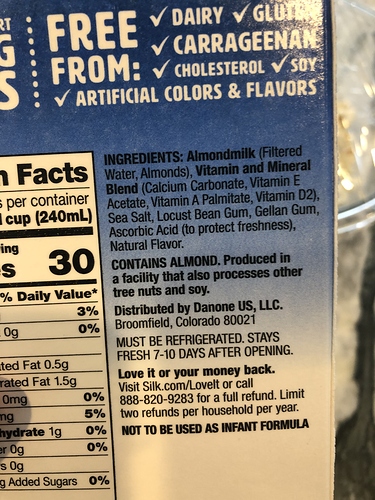 FREE FROM:
✓ DAIRY ✓ GLUTEN
✓ CARRAGEENAN
✓ CHOLESTEROL ✓ SOY
✓ ARTIFICIAL COLORS & FLAVORS
INGREDIENTS: Almondmilk (Filtered
Water, Almonds), Vitamin and Mineral
Blend (Calcium Carbonate, Vitamin E
Acetate, Vitamin A Palmitate, Vitamin D2),
Sea Salt, Locust Bean Gum, Gellan Gum,
Ascorbic Acid (to protect freshness),
Natural Flavor.
CONTAINS ALMOND. Produced in
a facility that also processes other
tree nuts and soy.
Distributed by Danone US, LLC.
Broomfield, Colorado 80021
MUST BE REFRIGERATED. STAYS
FRESH 7-10 DAYS AFTER OPENING.
Love it or your money back.
Visit Silk.com/LoveIt or call
888-820-9283 for a full refund. Limit
two refunds per household per year.
NOT TO BE USED AS INFANT FORMULA
n Facts
s per container
cup (240mL)
ing
s 30
% Daily Value*
3%
0g 0%
ated Fat 0.5g
rated Fat 1.5g
0mg 0%
mg 5%
hydrate 1g 0%
er 0g 0%
rs 0g
g Added Sugars 0%